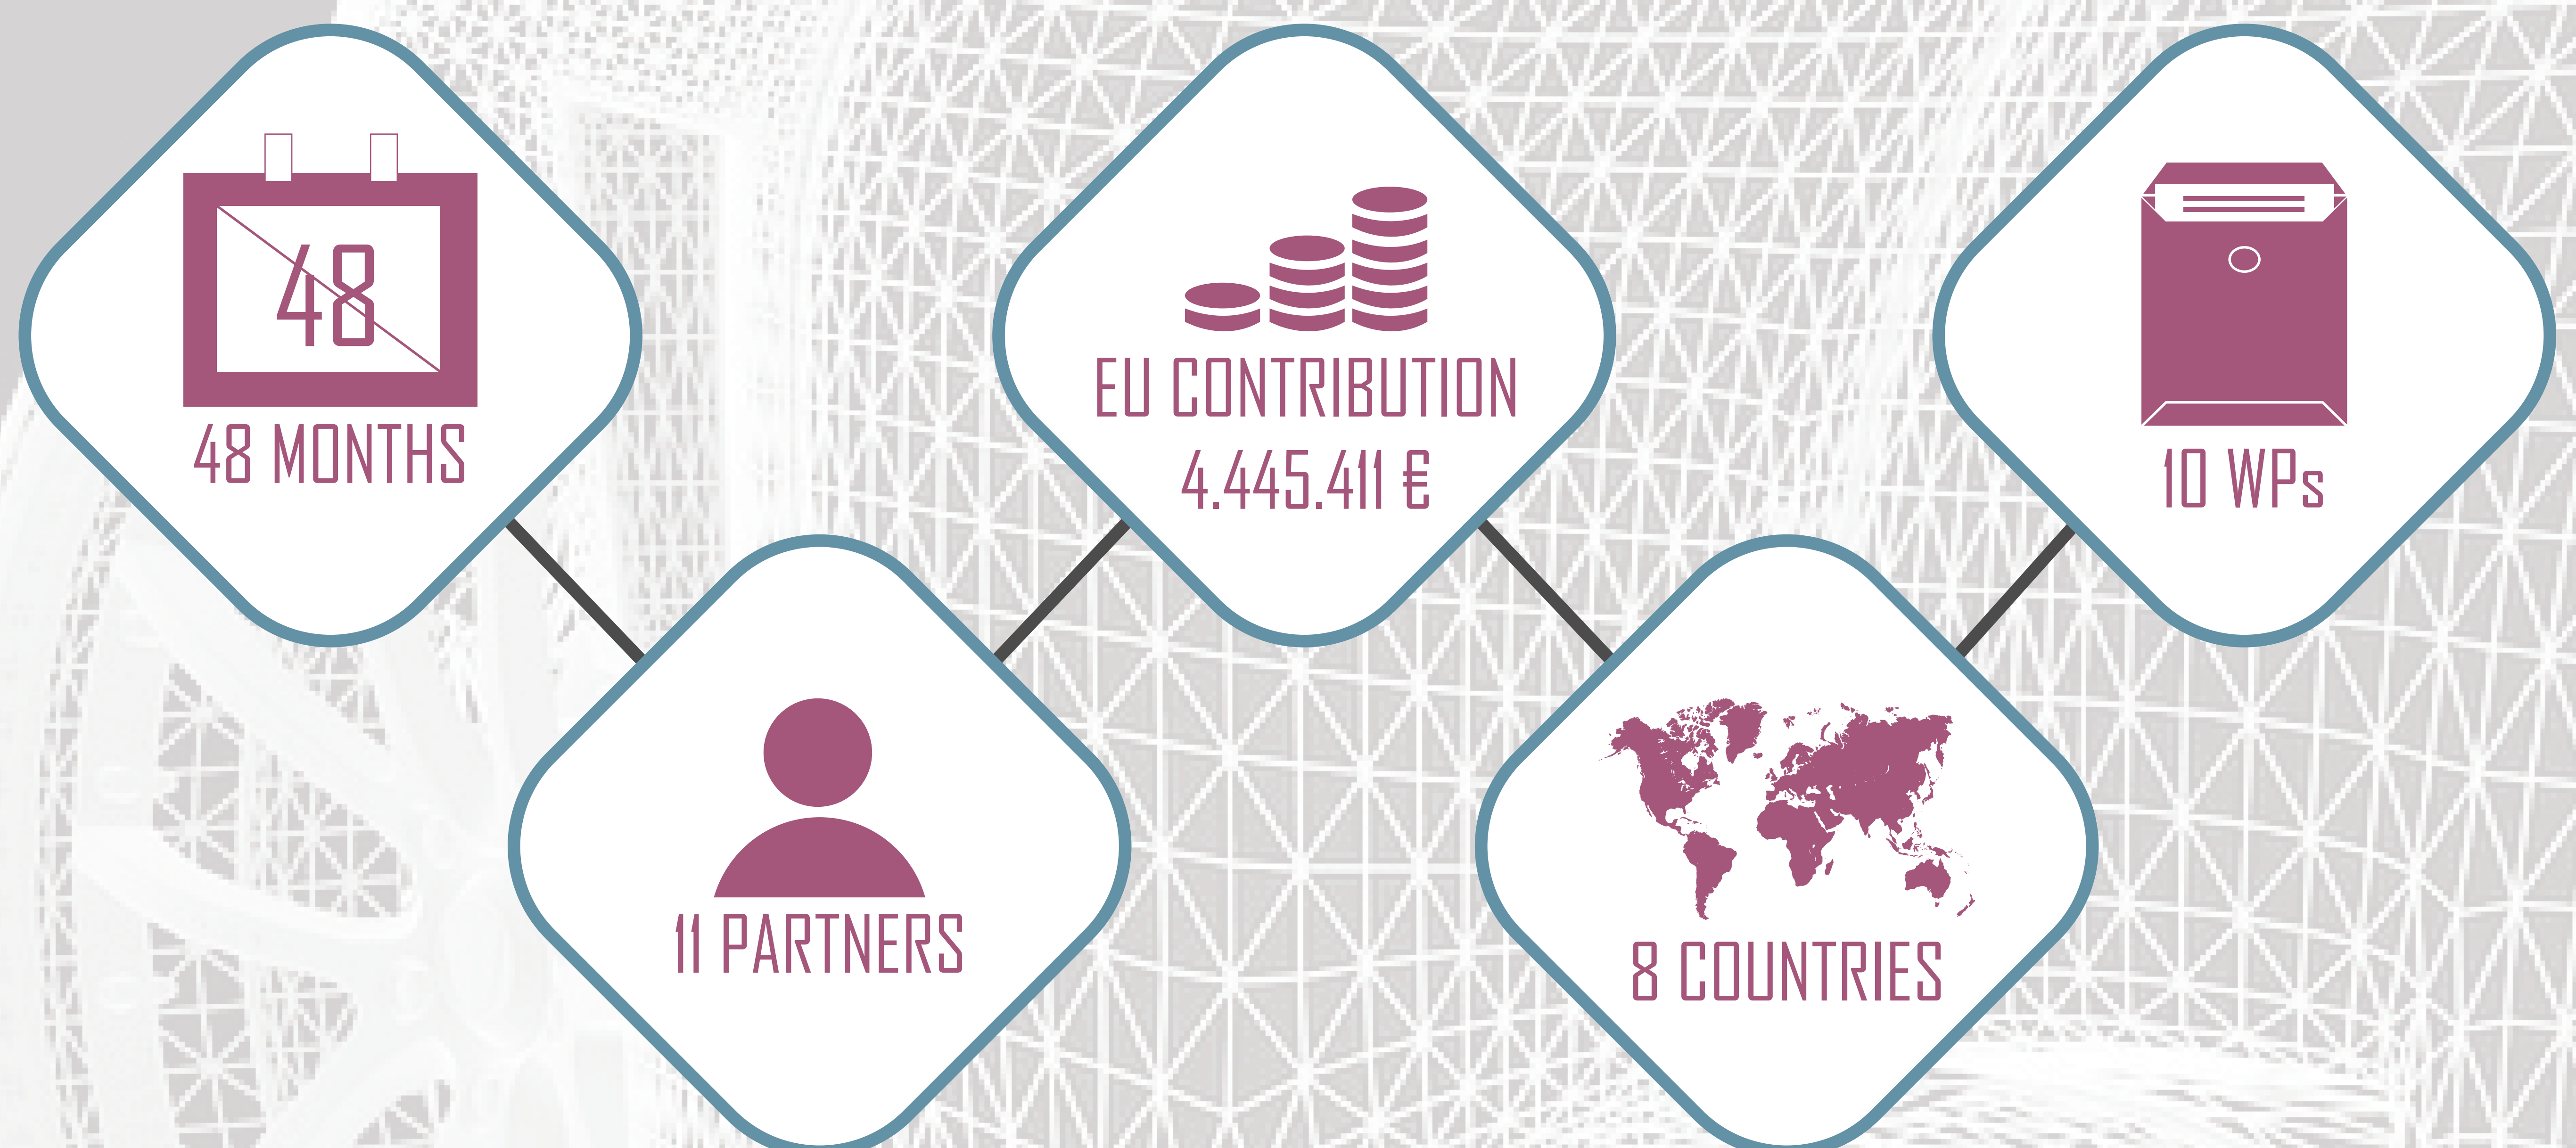 48
48 MONTHS
11 PARTNERS
EU CONTRIBUTION
4.445.411 €
8 COUNTRIES
10 WPs